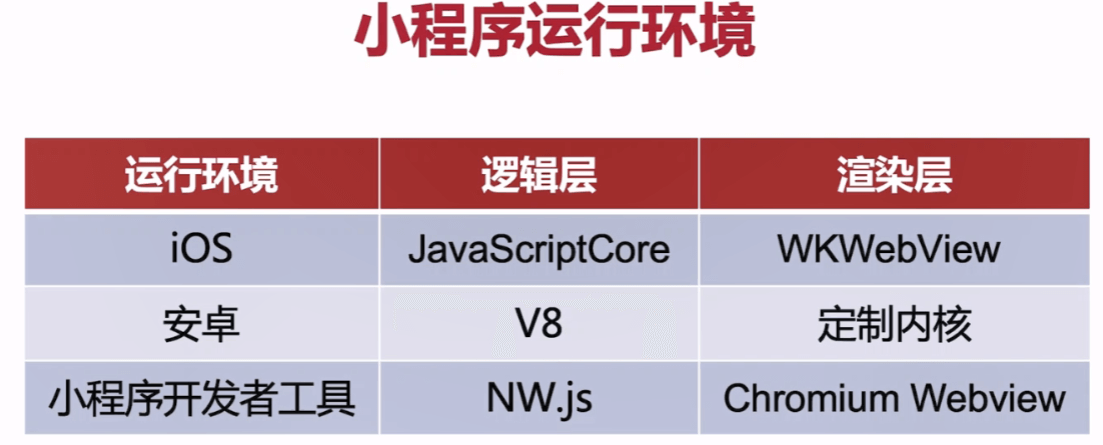 小程序运行环境
运行环境 逻辑层 渲染层
iOS JavaScriptCore WKWebView
安卓 V8 定制内核
小程序开发者工具 NW.js Chromium Webview